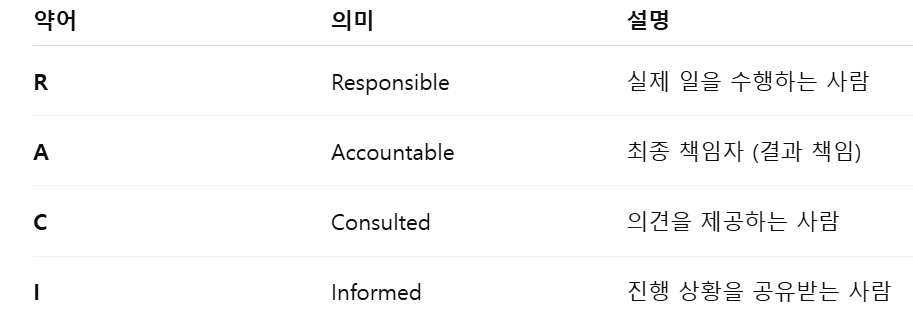 약어 의미 설명
R Responsible 실제 일을 수행하는 사람
A Accountable 최종 책임자 (결과 책임)
C Consulted 의견을 제공하는 사람
I Informed 진행 상황을 공유받는 사람